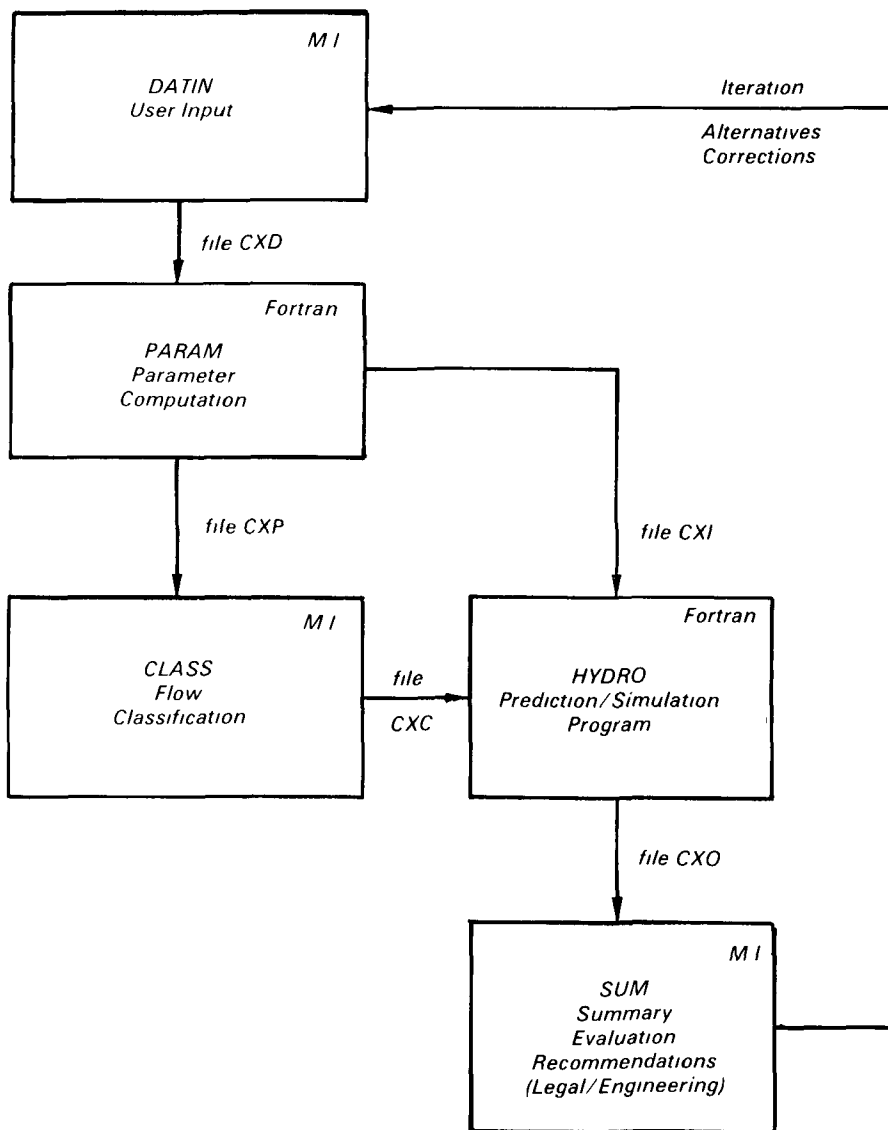 M I
DATIN
User Input
Iteration
Alternatives
Corrections
file CXD
Fortran
PARAM
Parameter
Computation
file CXP
file CXI
M I
CLASS
Flow
Classification
file
CXC
Fortran
HYDRO
Prediction/Simulation
Program
file CXO
M I
SUM
Summary
Evaluation
Recommendations
(Legal/Engineering)